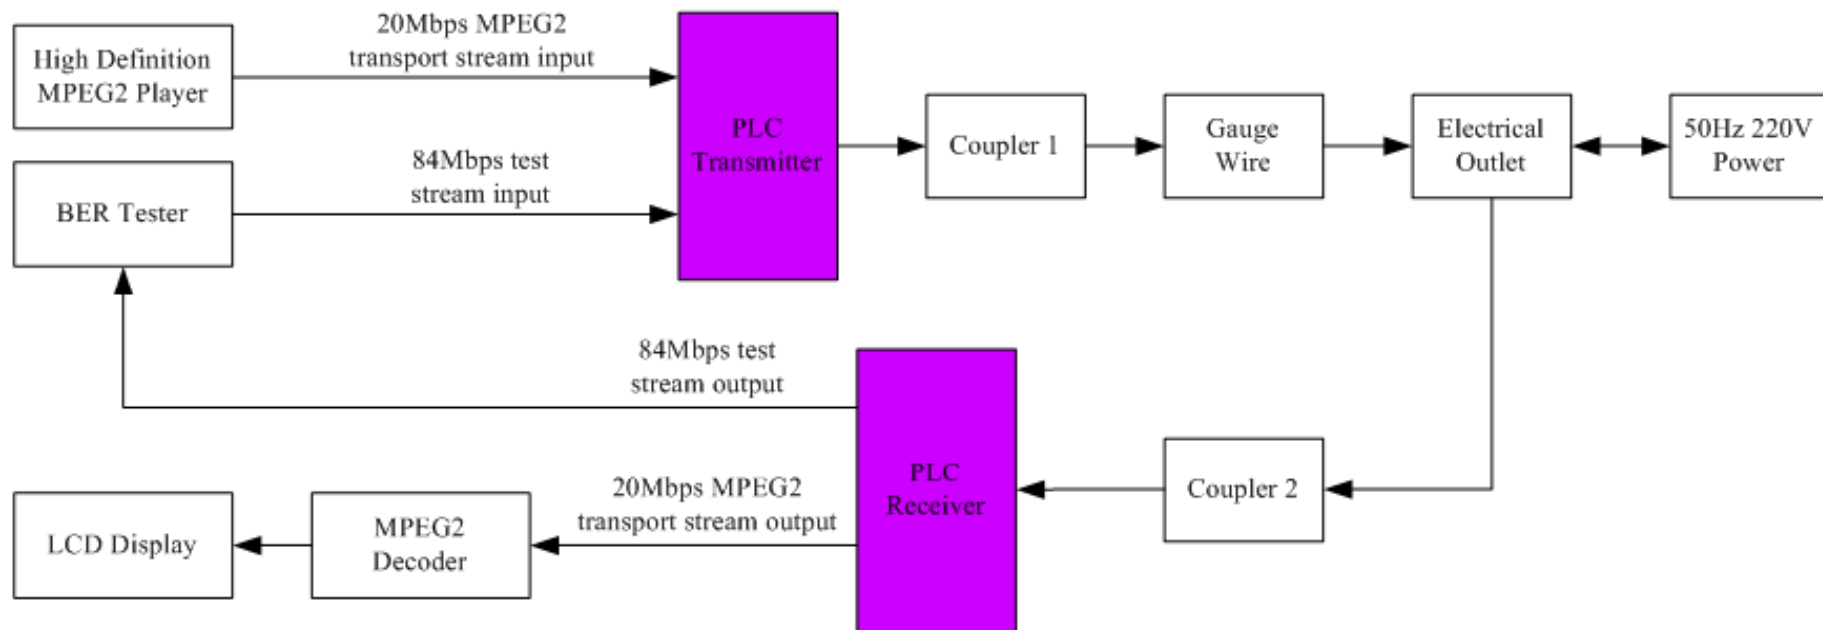 20Mbps MPEG2
transport stream input
High Definition
MPEG2 Player
PLC
Transmitter
Coupler 1
Gauge
Wire
Electrical
Outlet
50Hz 220V
Power
84Mbps test
stream input
BER Tester
84Mbps test
stream output
PLC
Receiver
Coupler 2
20Mbps MPEG2
transport stream output
MPEG2
Decoder
LCD Display